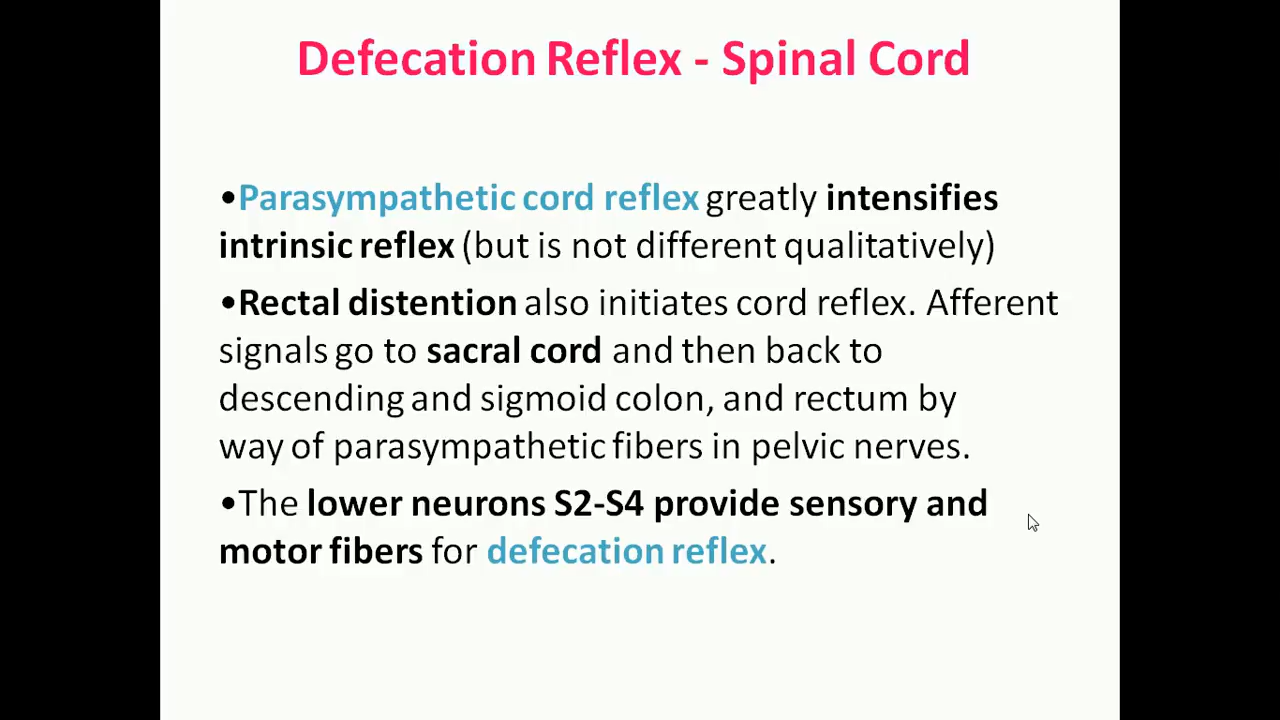 Defecation Reflex - Spinal Cord
•Parasympathetic cord reflex greatly intensifies
intrinsic reflex (but is not different qualitatively)
•Rectal distention also initiates cord reflex. Afferent
signals go to sacral cord and then back to
descending and sigmoid colon, and rectum by
way of parasympathetic fibers in pelvic nerves.
•The lower neurons S2-S4 provide sensory and
motor fibers for defecation reflex.